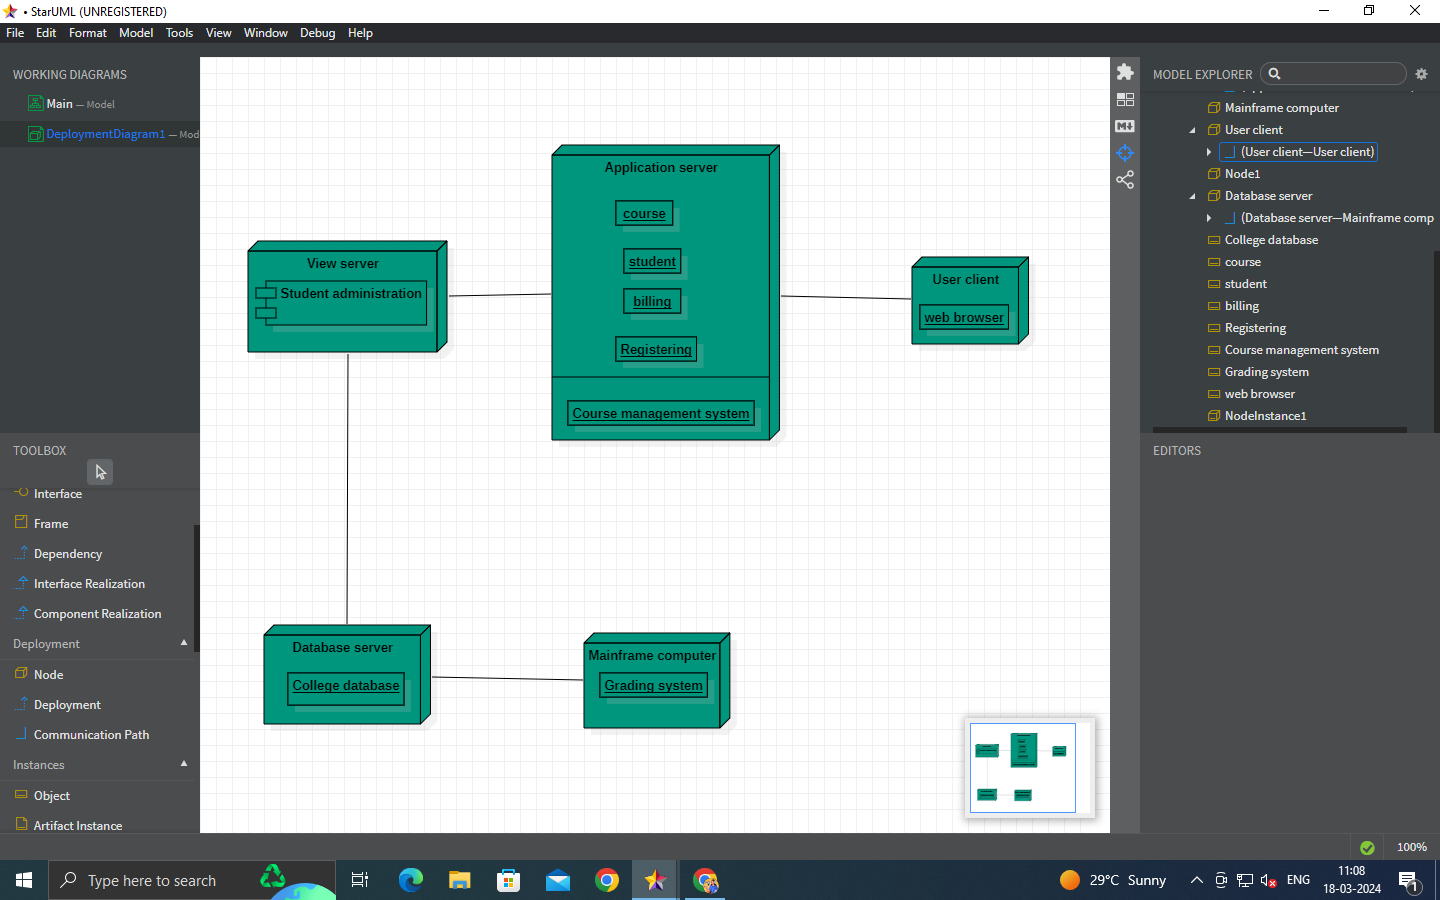 • StarUML (UNREGISTERED)
File Edit Format Model Tools View Window Debug Help
WORKING DIAGRAMS
Main — Model
DeploymentDiagram1 — Mod
TOOLBOX
Interface
Frame
Dependency
Interface Realization
Component Realization
Deployment
Node
Deployment
Communication Path
Instances
Object
Artifact Instance
Application server
course
student
billing
Registering
Course management system
View server
Student administration
User client
web browser
Database server
College database
Mainframe computer
Grading system
MODEL EXPLORER
Mainframe computer
User client
(User client—User client)
Node1
Database server
(Database server—Mainframe comp
College database
course
student
billing
Registering
Course management system
Grading system
web browser
NodeInstance1
EDITORS
100%
Type here to search
29°C Sunny
ENG
11:08
18-03-2024
1